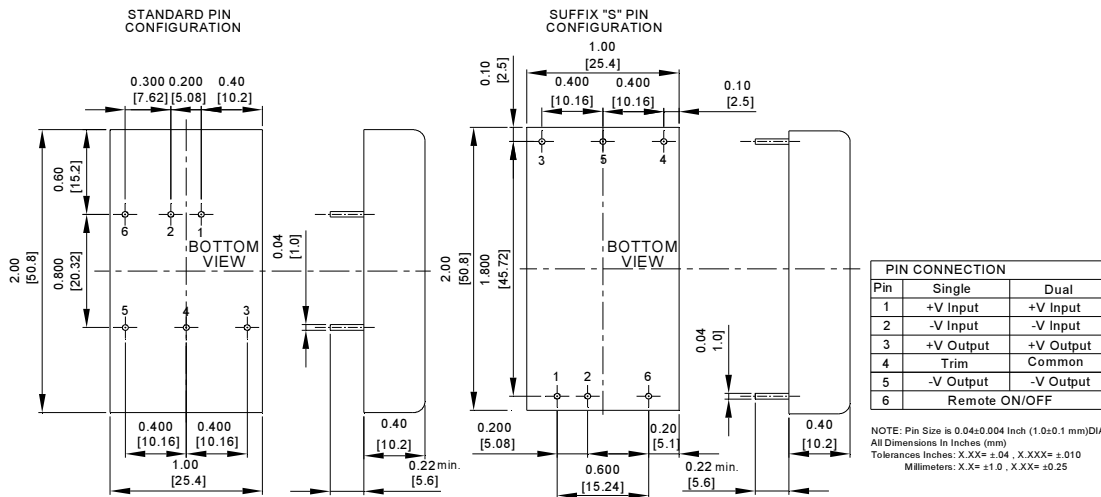 STANDARD PIN
CONFIGURATION
0.300 0.200 0.40
[7.62] [5.08] [10.2]
0.60
[15.2]
2.00
[50.8]
0.800
[20.32]
6 2 1
BOTTOM
VIEW
5 4 3
0.04
[1.0]
0.400 0.400
[10.16] [10.16]
1.00
[25.4]
0.40
[10.2]
0.22 min.
[5.6]
SUFFIX "S" PIN
CONFIGURATION
1.00
[25.4]
0.10
[2.5]
0.400 0.400
[10.16] [10.16]
0.10
[2.5]
3 5 4
BOTTOM
VIEW
2.00
[50.8]
1.800
[45.72]
1 2 6
0.04
1.0]
0.200
[5.08]
0.20
[5.1]
0.600
[15.24]
0.22 min.
[5.6]
0.40
[10.2]
PIN CONNECTION
Pin Single Dual
1 +V Input +V Input
2 -V Input -V Input
3 +V Output +V Output
4 Trim Common
5 -V Output -V Output
6 Remote ON/OFF
NOTE: Pin Size is 0.04±0.004 Inch (1.0±0.1 mm)DIA
All Dimensions In Inches (mm)
Tolerances Inches: X.XX= ±.04 , X.XXX= ±.010
Millimeters: X.X= ±1.0 , X.XX= ±0.25